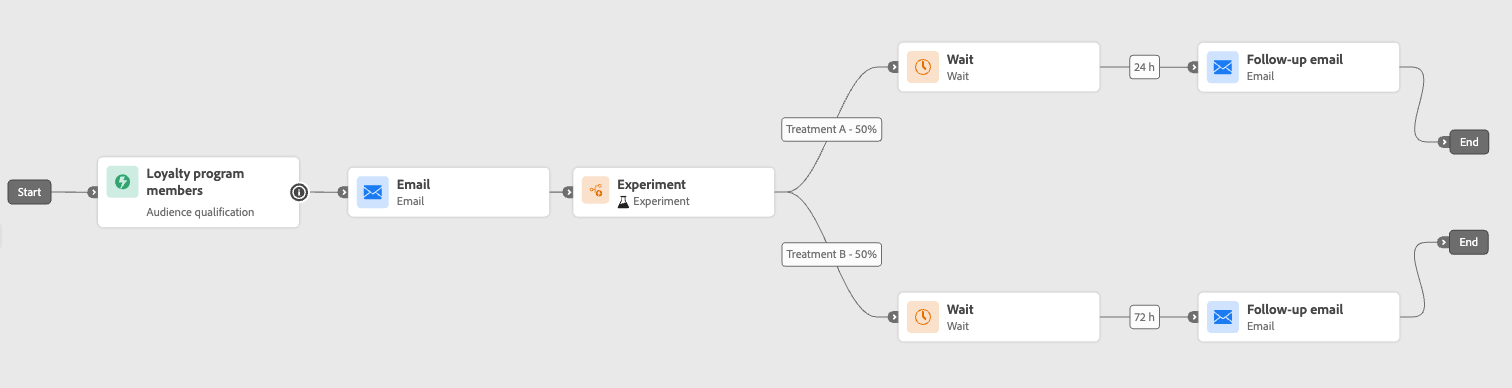 Start
Loyalty program
members
Audience qualification
Email
Email
Experiment
Experiment
Treatment A - 50%
Wait
Wait
24 h
Follow-up email
Email
End
Treatment B - 50%
Wait
Wait
72 h
Follow-up email
Email
End